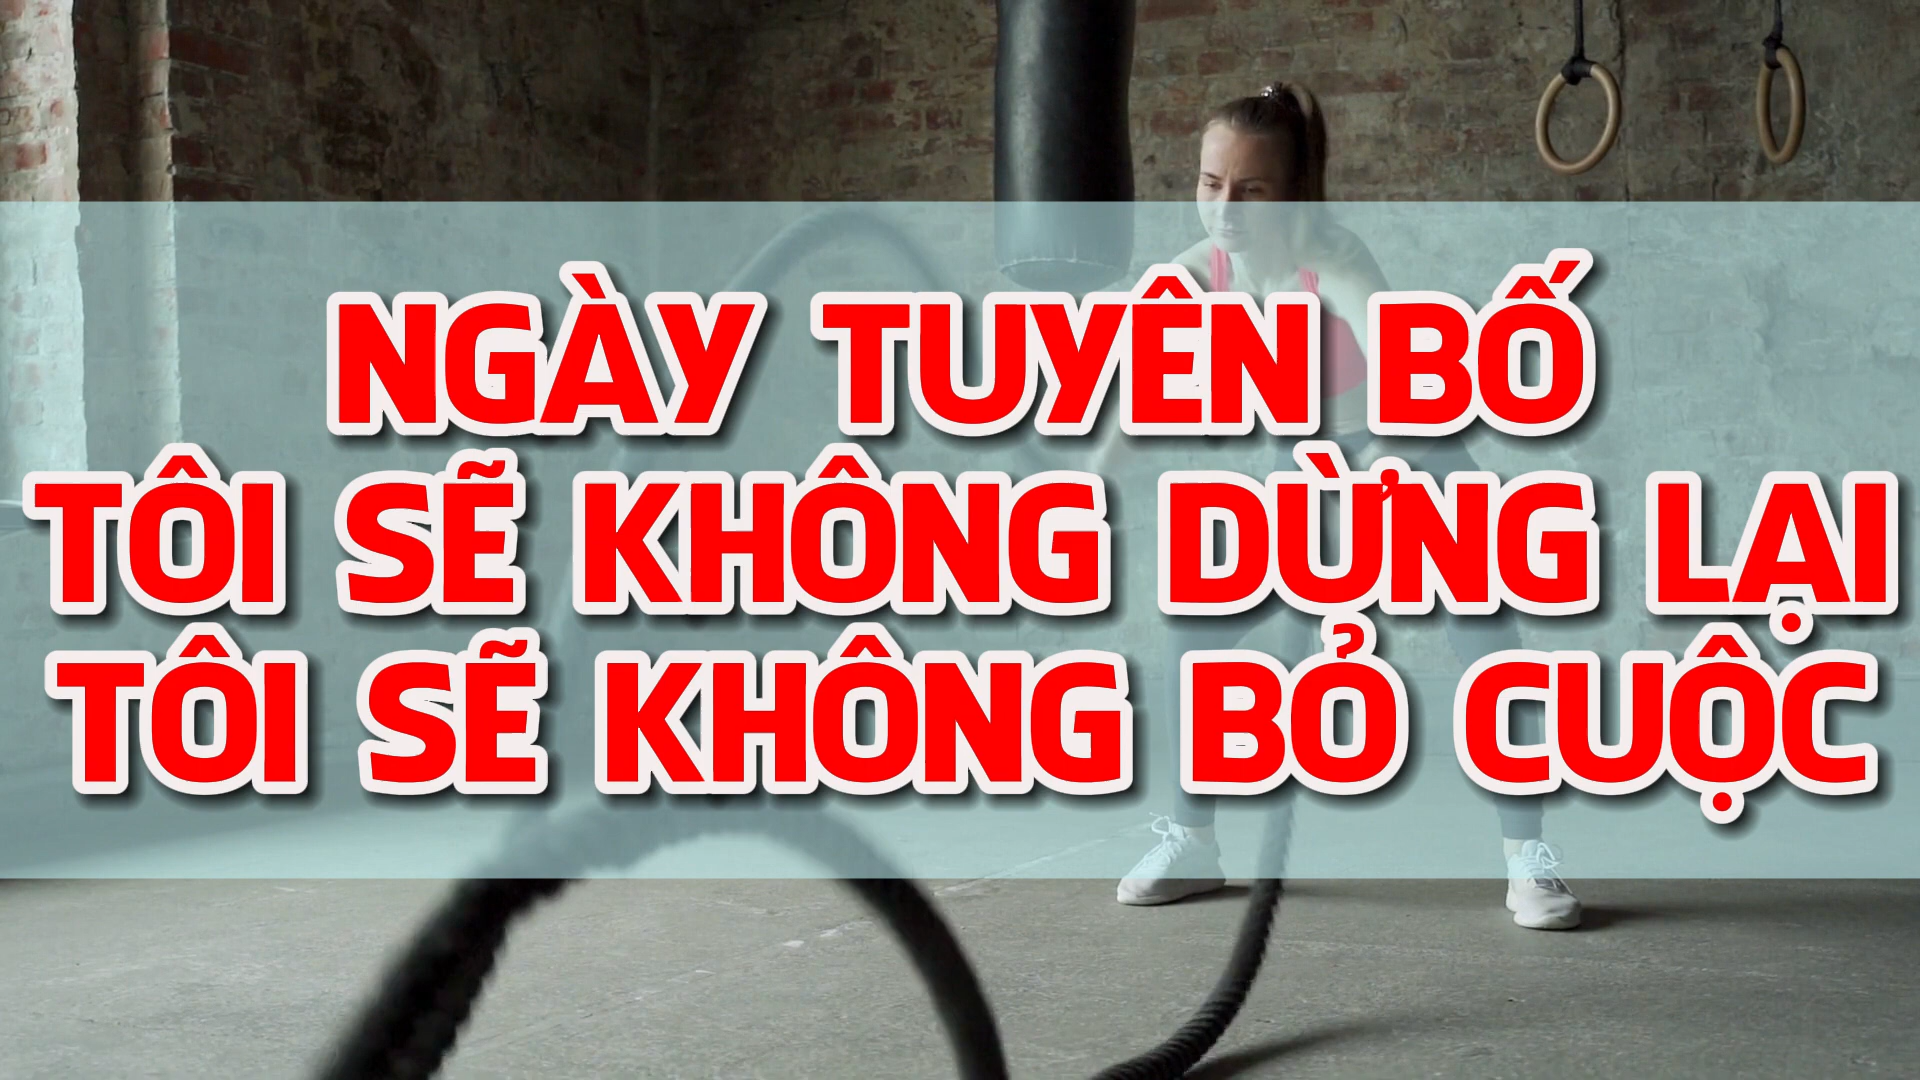 NGÀY TUYÊN BỐ
TÔI SẼ KHÔNG DỪNG LẠI
TÔI SẼ KHÔNG BỎ CUỘC